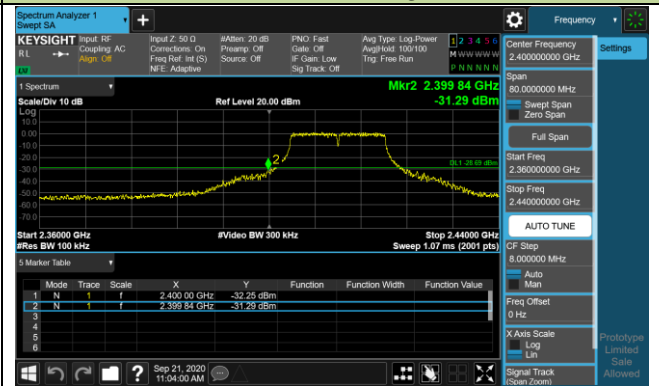 Spectrum Analyzer 1
Swept SA
+
Frequency
KEYSIGHT
Input: RF
Input Z: 50 Ω
#Atten: 20 dB
PNO: Fast
Avg Type: Log-Power
1 2 3 4 5 6
RL
Coupling: AC
Corrections: On
Preamp: Off
Gate: Off
Avg|Hold: 100/100
M W W W W W
Align: Off
Freq Ref: Int (S)
Source: Off
IF Gain: Low
Trig: Free Run
NFE: Adaptive
Sig Track: Off
P N N N N N
Center Frequency
2.400000000 GHz
Settings
1 Spectrum
Mkr2 2.399 84 GHz
Scale/Div 10 dB
Ref Level 20.00 dBm
-31.29 dBm
Log
10.0
0.00
-10.0
-20.0
-30.0
-40.0
-50.0
-60.0
-70.0
2
DL1 -26.69 dBm
Start 2.36000 GHz
#Video BW 300 kHz
Stop 2.44000 GHz
#Res BW 100 kHz
Sweep 1.07 ms (2001 pts)
Span
80.0000000 MHz
Swept Span
Zero Span
Full Span
Start Freq
2.360000000 GHz
Stop Freq
2.440000000 GHz
AUTO TUNE
CF Step
8.000000 MHz
Auto
Man
Freq Offset
0 Hz
X Axis Scale
Log
Lin
Signal Track
(Span Zoom)
5 Marker Table
Mode Trace Scale X Y Function Function Width Function Value
1 N 1 f 2.400 00 GHz -32.25 dBm
2 N 1 f 2.399 84 GHz -31.29 dBm
3
4
5
6
Prototype
Limited
Sale
Allowed
?
Sep 21, 2020
11:04:00 AM